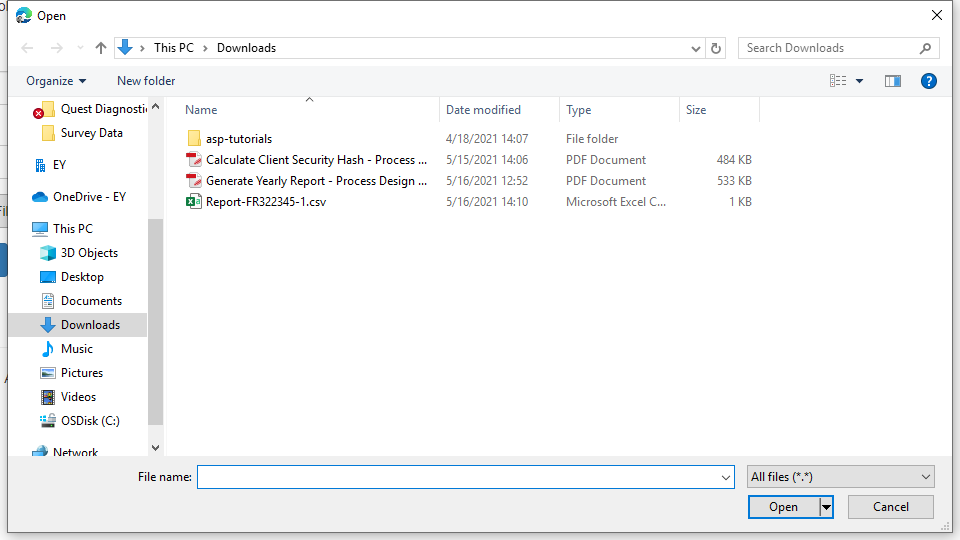 Open
This PC
Downloads
Search Downloads
Organize
New folder
Name
Date modified
Type
Size
Quest Diagnostic
Survey Data
EY
OneDrive - EY
This PC
3D Objects
Desktop
Documents
Downloads
Music
Pictures
Videos
OSDisk (C:)
Network
asp-tutorials 4/18/2021 14:07 File folder
Calculate Client Security Hash - Process ... 5/15/2021 14:06 PDF Document 484 KB
Generate Yearly Report - Process Design ... 5/16/2021 12:52 PDF Document 533 KB
Report-FR322345-1.csv 5/16/2021 14:10 Microsoft Excel C... 1 KB
File name:
All files (*.*)
Open
Cancel